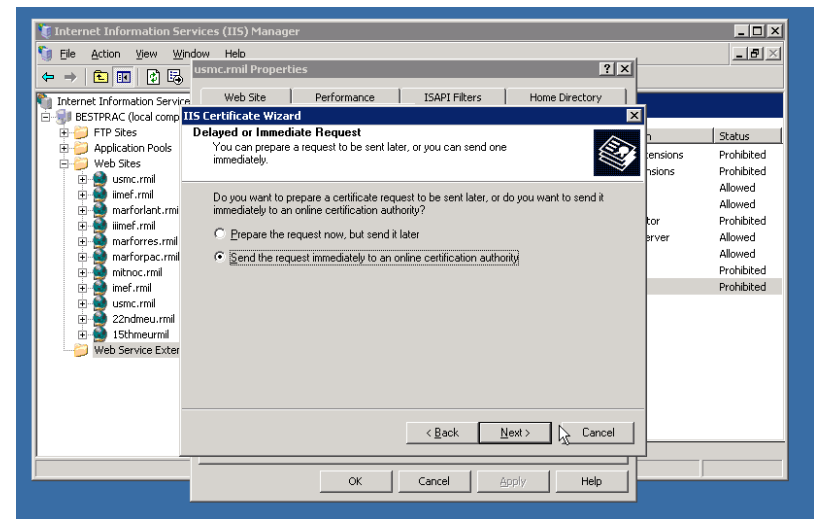 Internet Information Services (IIS) Manager
File Action View Window Help
usmc.rmil Properties
Web Site Performance ISAPI Filters Home Directory
Internet Information Service
BESTPRAC (local comp
FTP Sites
Application Pools
Web Sites
usmc.rmil
iimef.rmil
marforlant.rmi
iiimef.rmil
marforres.rmil
marforpac.rmil
mitnoc.rmil
imef.rmil
usmc.rmil
22ndmeu.rmil
15thmeurmil
Web Service Exter
IIS Certificate Wizard
Delayed or Immediate Request
You can prepare a request to be sent later, or you can send one
immediately.
Do you want to prepare a certificate request to be sent later, or do you want to send it
immediately to an online certification authority?
Prepare the request now, but send it later
Send the request immediately to an online certification authority
< Back Next > Cancel
OK Cancel Apply Help
n Status
tensions Prohibited
nsions Prohibited
Allowed
Allowed
tor Prohibited
erver Allowed
Allowed
Prohibited
Prohibited